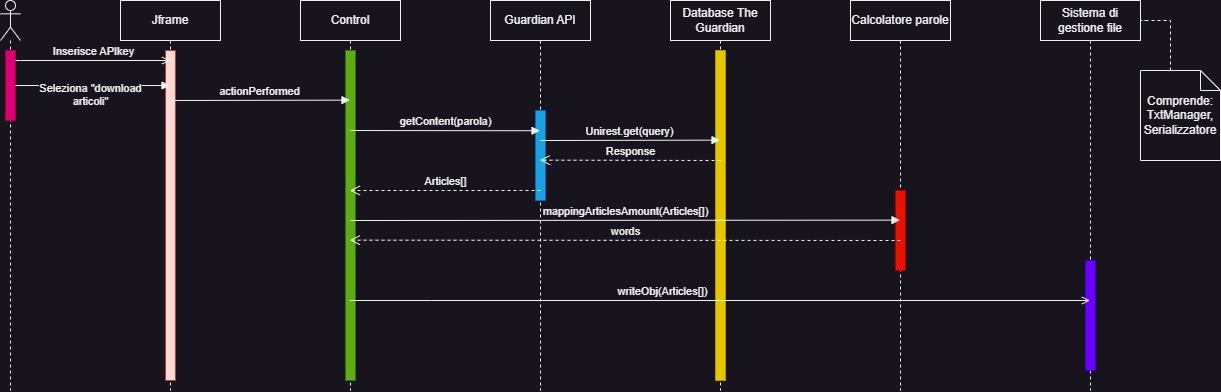 Jframe
Control
Guardian API
Database The
Guardian
Calcolatore parole
Sistema di
gestione file
Inserisce APIkey
Seleziona "download
articoli"
actionPerformed
getContent(parola)
Unirest.get(query)
Response
Articles[]
mappingArticlesAmount(Articles[])
words
writeObj(Articles[])
Comprende:
TxtManager,
Serializzatore